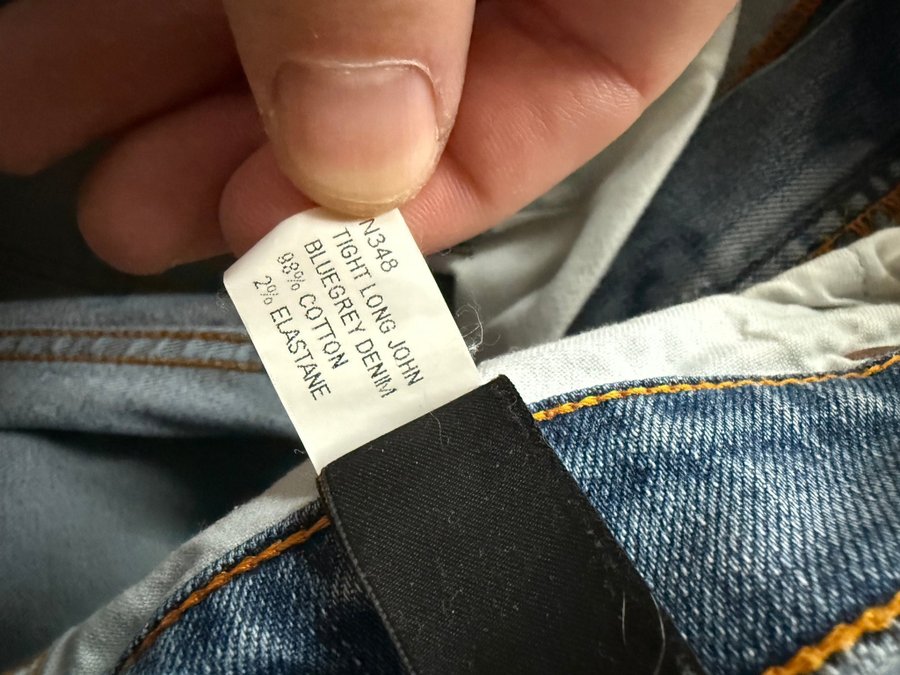 N348
TIGHT LONG JOHN
BLUEGREY DENIM
98% COTTON
2% ELASTANE